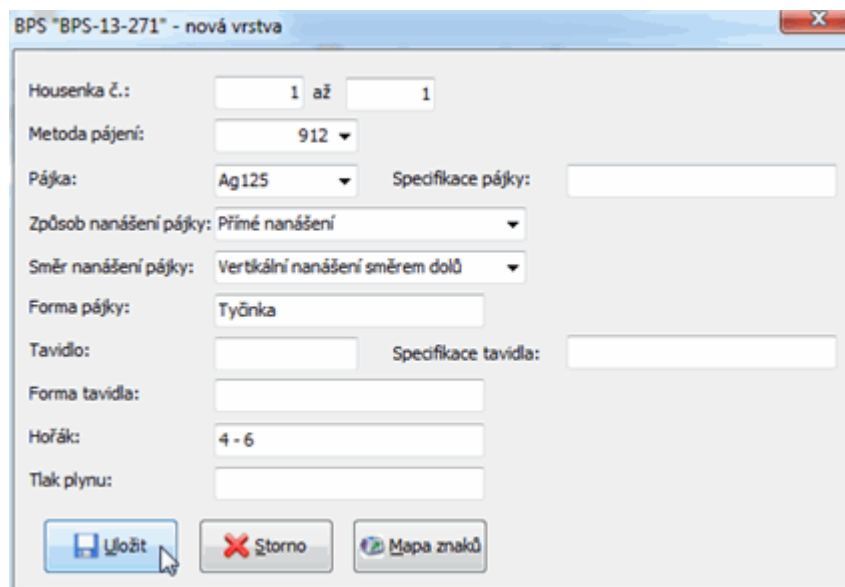 BPS "BPS-13-271" - nová vrstva
Housenka č.: 1 až 1
Metoda pájení: 912
Pájka: Ag125 Specifikace pájky:
Způsob nanášení pájky: Přímé nanášení
Směr nanášení pájky: Vertikální nanášení směrem dolů
Forma pájky: Tyčinka
Tavidlo: Specifikace tavidla:
Forma tavidla:
Hořák: 4 - 6
Tlak plynu:
Uložit Storno Mapa znaků